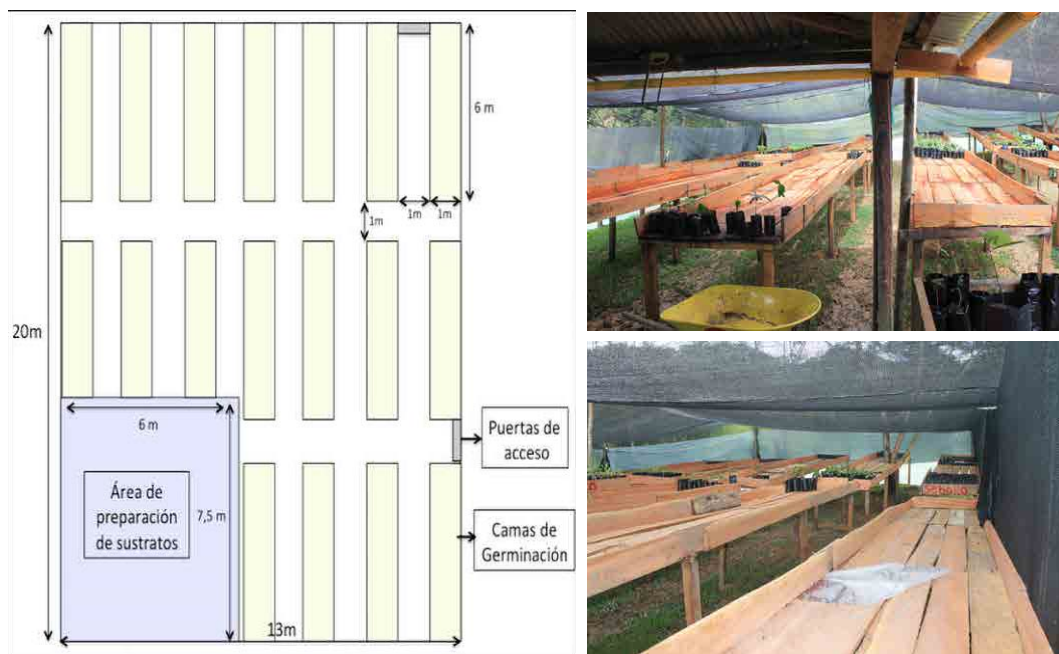 6 m
1m
1m
1m
20m
6 m
Puertas de
acceso
Área de
preparación
de sustratos
7,5 m
Camas de
Germinación
13m